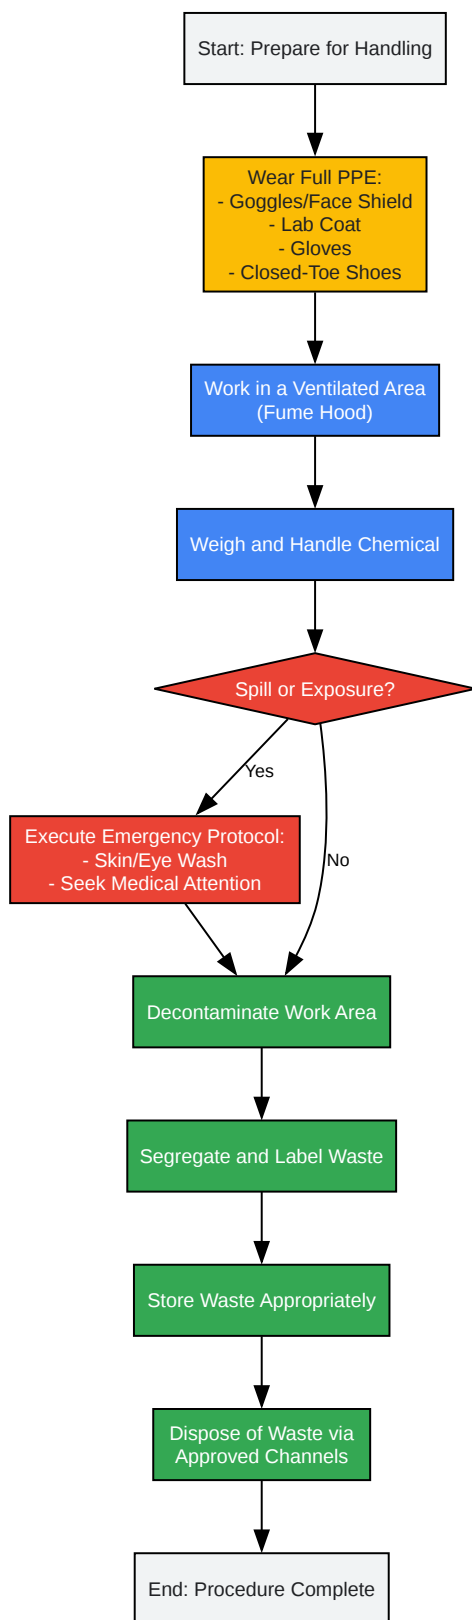 Start: Prepare for Handling
Wear Full PPE:
- Goggles/Face Shield
- Lab Coat
- Gloves
- Closed-Toe Shoes
Work in a Ventilated Area
(Fume Hood)
Weigh and Handle Chemical
Spill or Exposure?
Yes
Execute Emergency Protocol:
- Skin/Eye Wash
- Seek Medical Attention
No
Decontaminate Work Area
Segregate and Label Waste
Store Waste Appropriately
Dispose of Waste via
Approved Channels
End: Procedure Complete